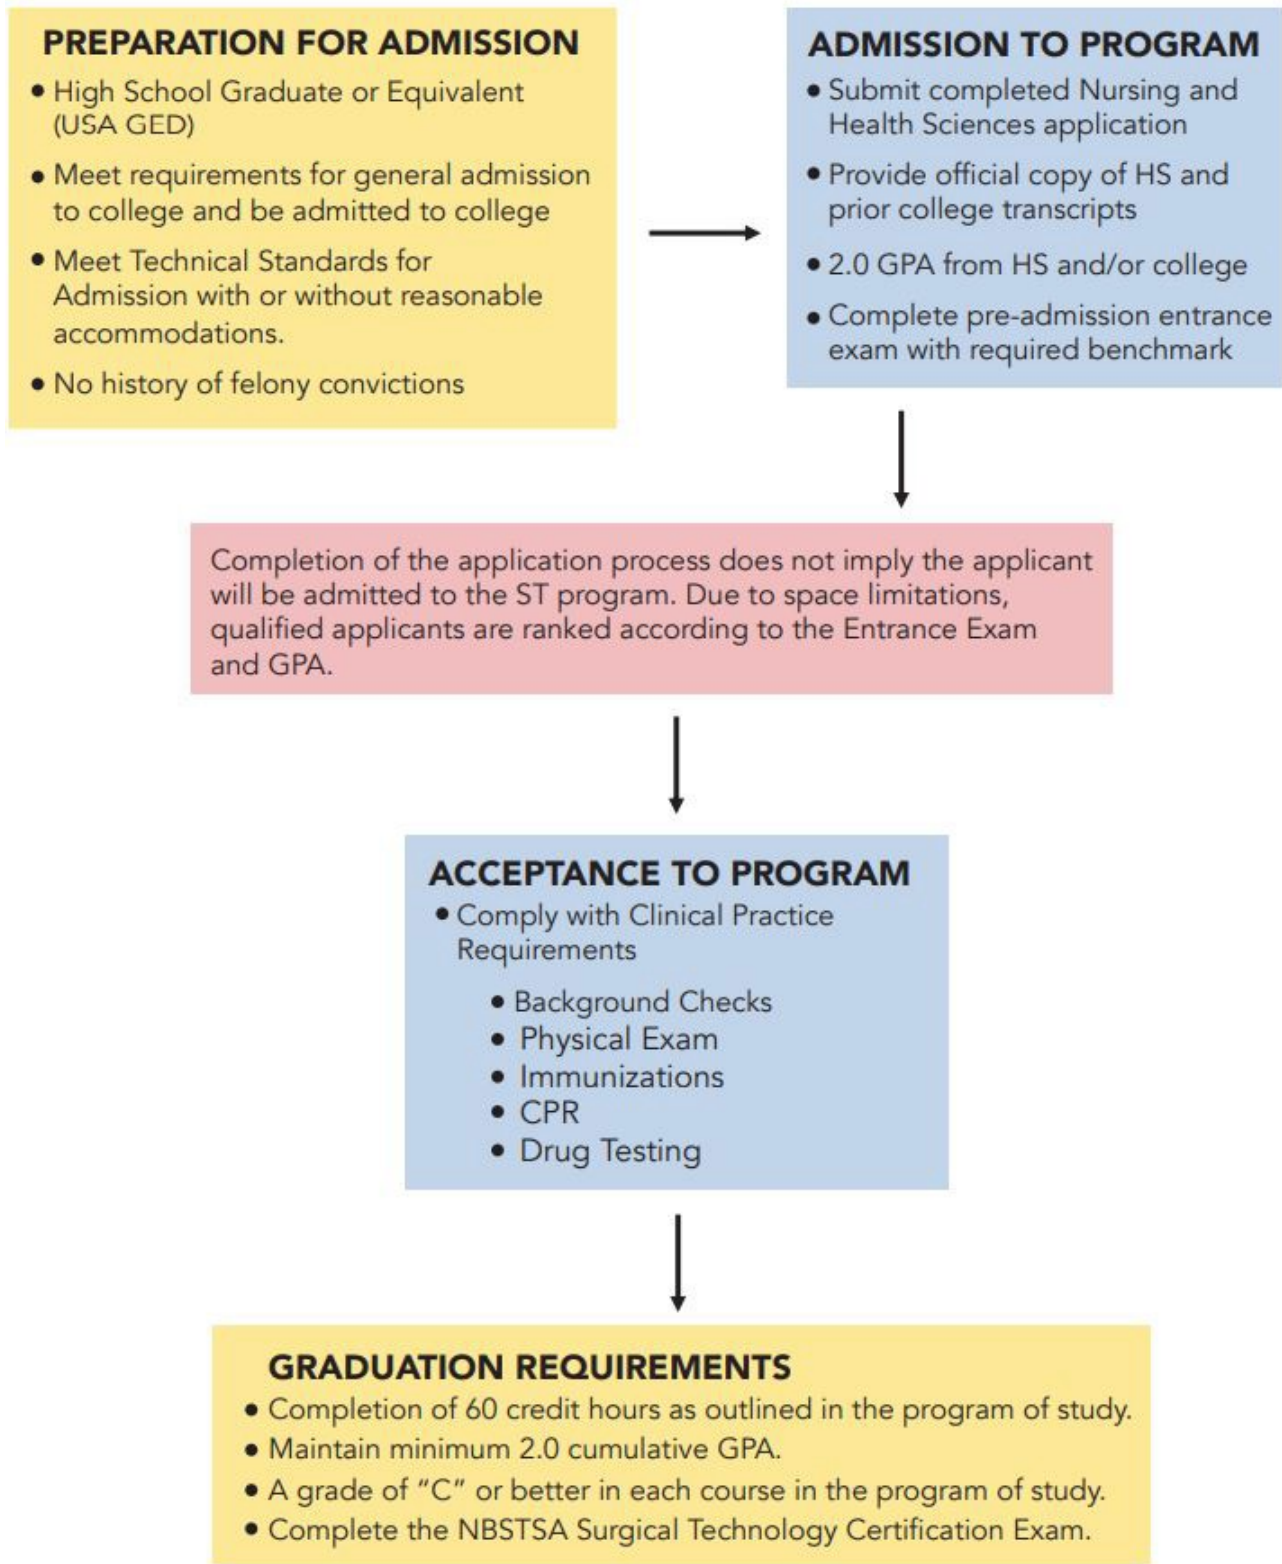 PREPARATION FOR ADMISSION
• High School Graduate or Equivalent
(USA GED)
• Meet requirements for general admission
to college and be admitted to college
• Meet Technical Standards for
Admission with or without reasonable
accommodations.
• No history of felony convictions
ADMISSION TO PROGRAM
• Submit completed Nursing and
Health Sciences application
• Provide official copy of HS and
prior college transcripts
• 2.0 GPA from HS and/or college
• Complete pre-admission entrance
exam with required benchmark
Completion of the application process does not imply the applicant
will be admitted to the ST program. Due to space limitations,
qualified applicants are ranked according to the Entrance Exam
and GPA.
ACCEPTANCE TO PROGRAM
• Comply with Clinical Practice
Requirements
• Background Checks
• Physical Exam
• Immunizations
• CPR
• Drug Testing
GRADUATION REQUIREMENTS
• Completion of 60 credit hours as outlined in the program of study.
• Maintain minimum 2.0 cumulative GPA.
• A grade of “C” or better in each course in the program of study.
• Complete the NBSTSA Surgical Technology Certification Exam.